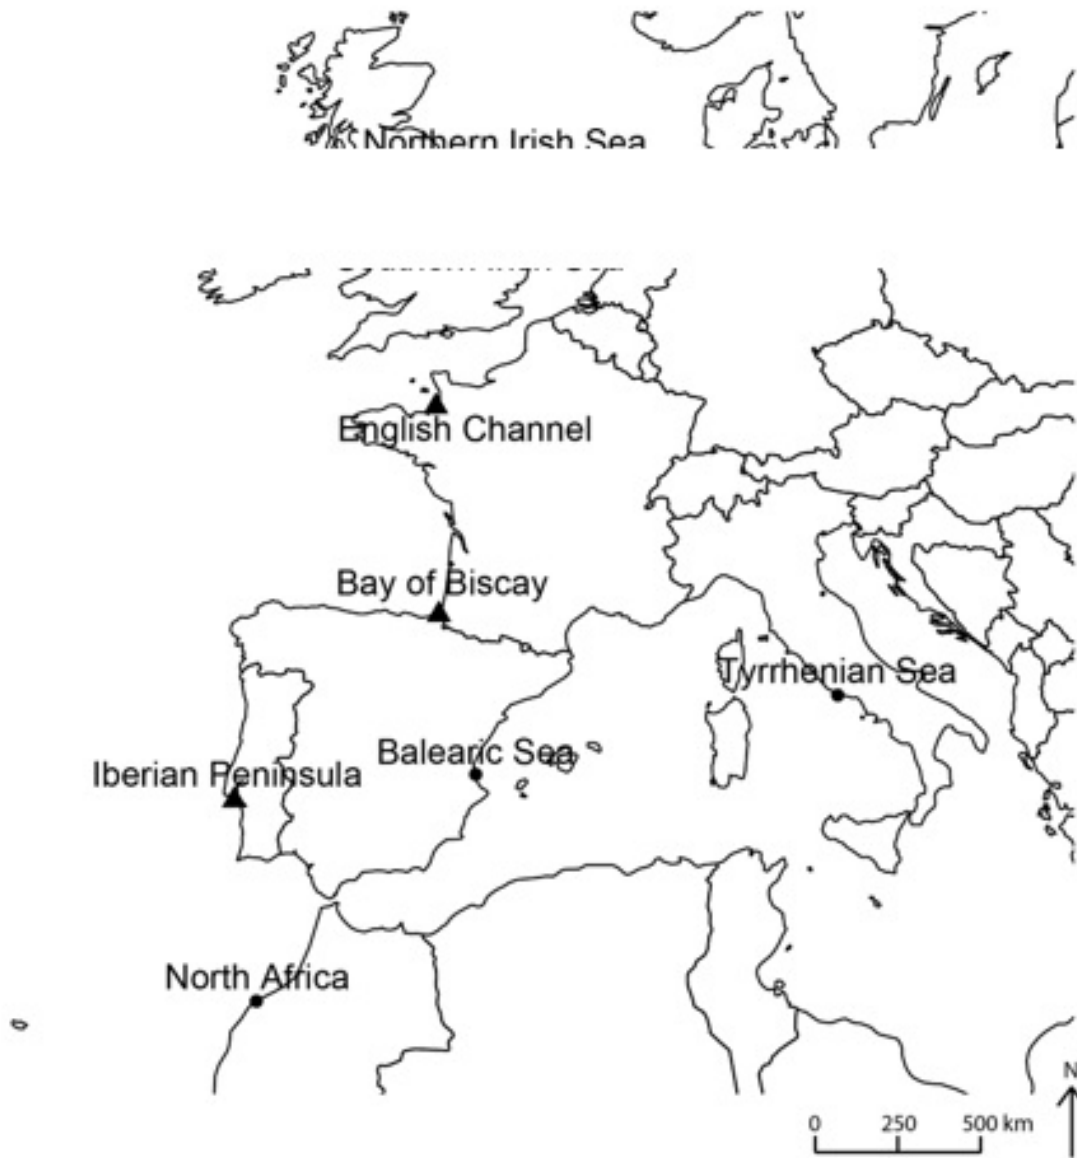 Northern Irish Sea
English Channel
Bay of Biscay
Tyrrhenian Sea
Balearic Sea
Iberian Peninsula
North Africa
N
0 250 500 km